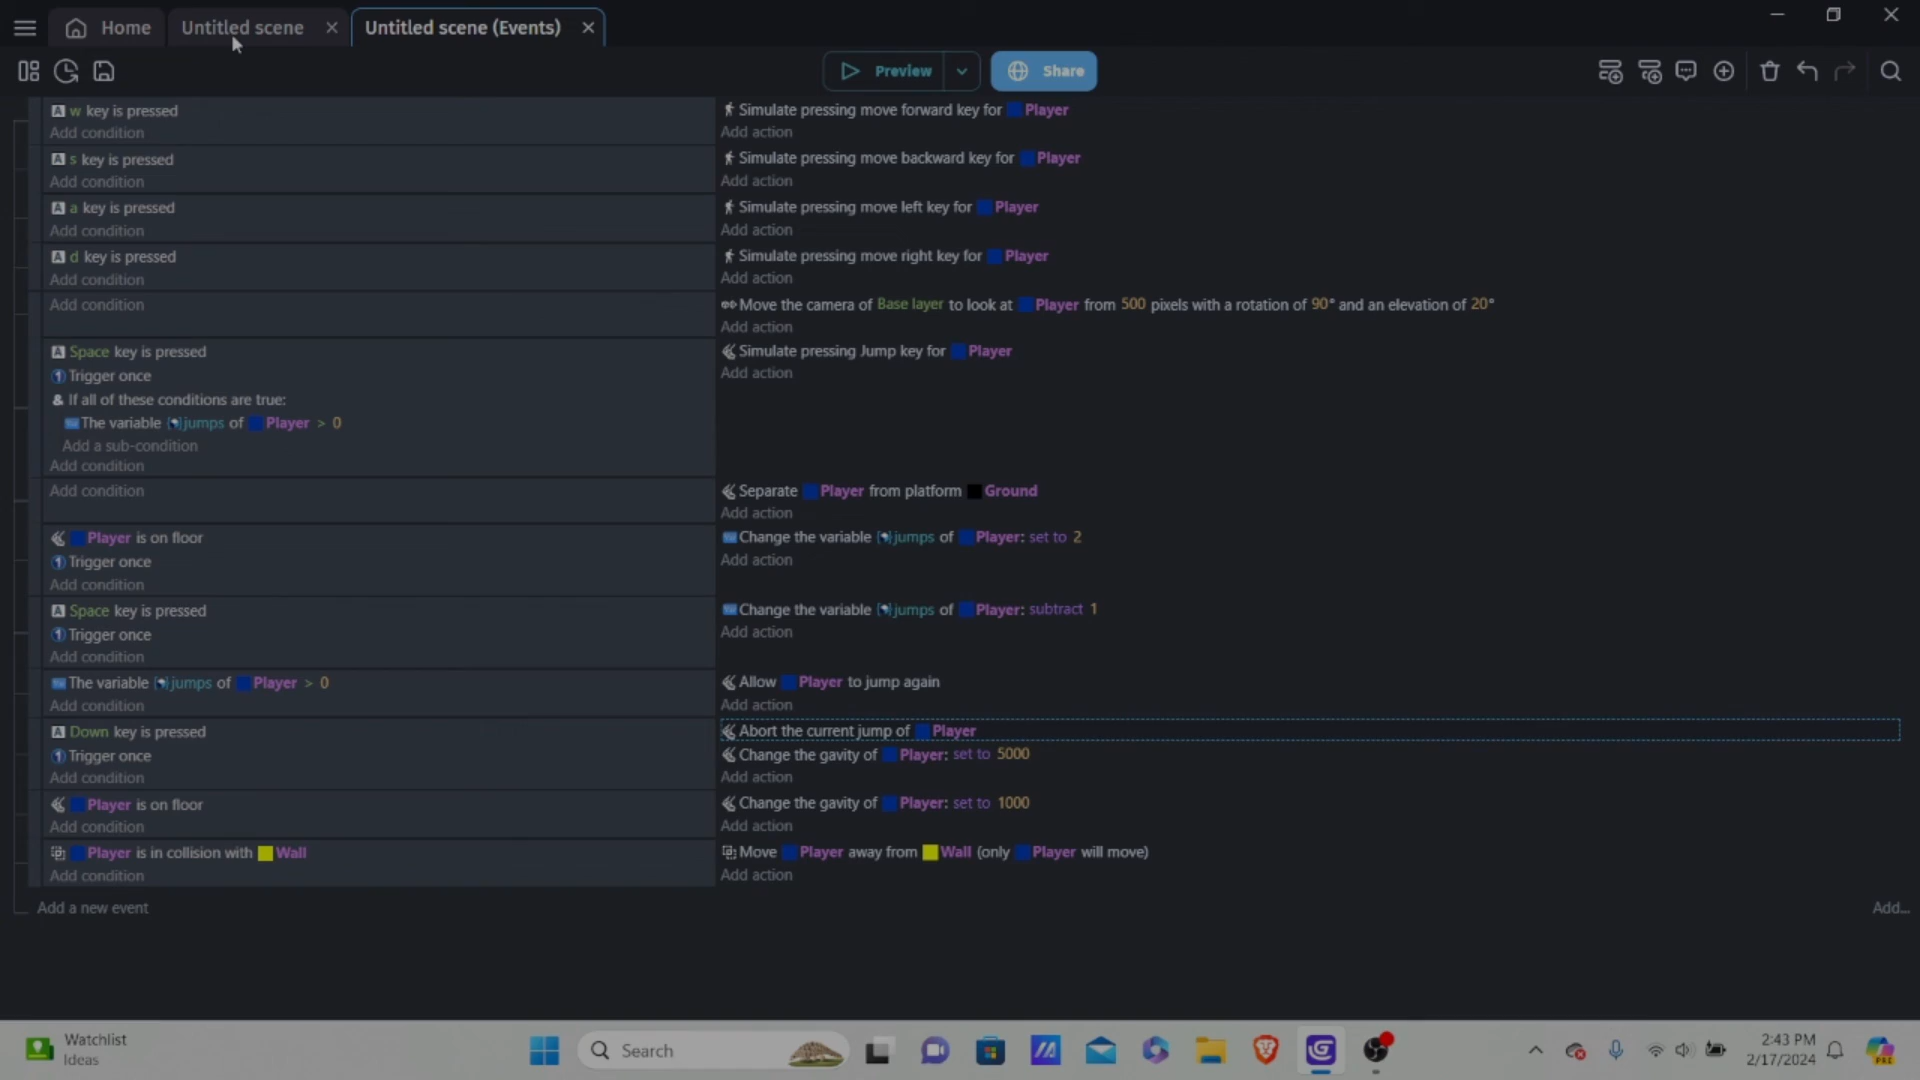 Home
Untitled scene
Untitled scene (Events)
Preview
Share
w key is pressed
Add condition
Simulate pressing move forward key for Player
Add action
s key is pressed
Add condition
Simulate pressing move backward key for Player
Add action
a key is pressed
Add condition
Simulate pressing move left key for Player
Add action
d key is pressed
Add condition
Simulate pressing move right key for Player
Add action
Add condition
Move the camera of Base layer to look at Player from 500 pixels with a rotation of 90° and an elevation of 20°
Add action
Space key is pressed
Trigger once
& If all of these conditions are true:
The variable jumps of Player > 0
Add a sub-condition
Add condition
Simulate pressing Jump key for Player
Add action
Add condition
Separate Player from platform Ground
Add action
Player is on floor
Trigger once
Add condition
Change the variable jumps of Player: set to 2
Add action
Space key is pressed
Trigger once
Add condition
Change the variable jumps of Player: subtract 1
Add action
The variable jumps of Player > 0
Add condition
Allow Player to jump again
Add action
Down key is pressed
Trigger once
Add condition
Abort the current jump of Player
Change the gavity of Player: set to 5000
Add action
Player is on floor
Add condition
Change the gavity of Player: set to 1000
Add action
Player is in collision with Wall
Add condition
Move Player away from Wall (only Player will move)
Add action
Add a new event
Add...
Watchlist
Ideas
Search
2:43 PM
2/17/2024
PRE